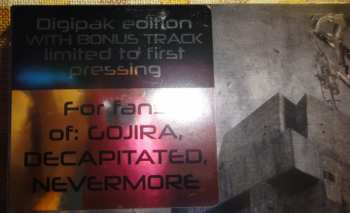 Digipak edition
WITH BONUS TRACK
limited to first
pressing
For fans
of: GOJIRA,
DECAPITATED,
NEVERMORE